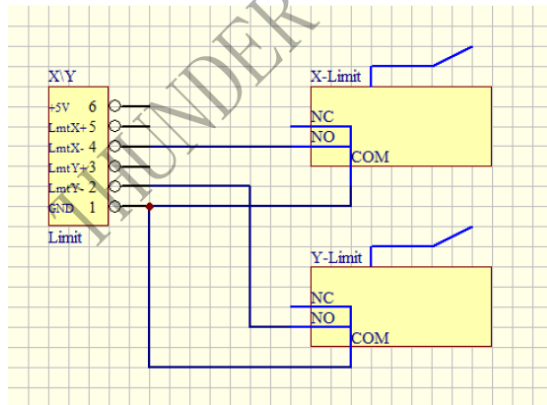 X\Y
+5V 6
LmtX+ 5
LmtX- 4
LmtY+ 3
LmtY- 2
GND 1
Limit
X-Limit
NC
NO
COM
Y-Limit
NC
NO
COM
THUNDER